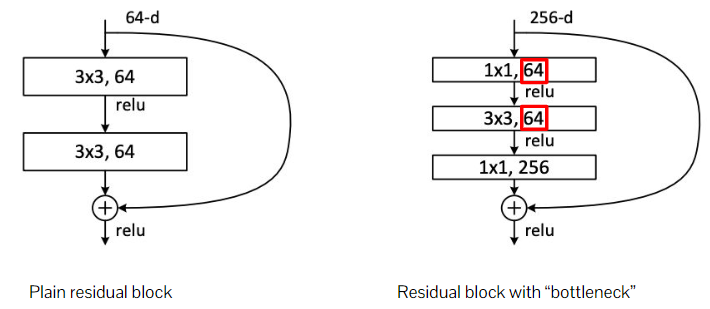 64-d
3x3, 64
relu
3x3, 64
+
relu
Plain residual block
256-d
1x1, 64
relu
3x3, 64
relu
1x1, 256
+
relu
Residual block with “bottleneck”